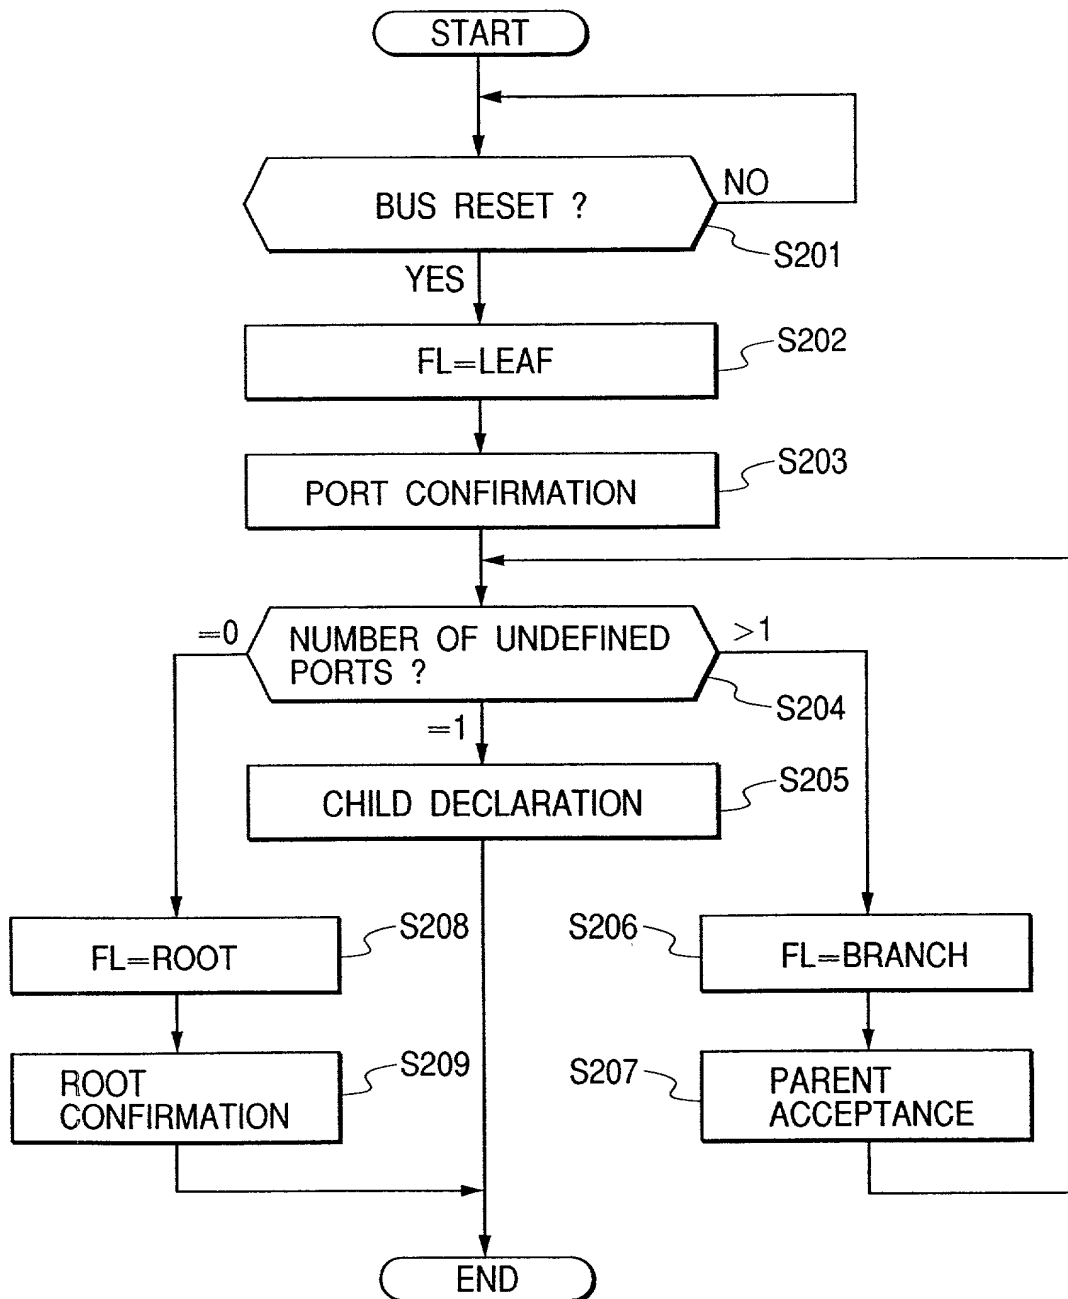 START
BUS RESET ?
NO
S201
YES
S202
FL=LEAF
S203
PORT CONFIRMATION
=0
NUMBER OF UNDEFINED
PORTS ?
>1
S204
=1
S205
CHILD DECLARATION
S208
FL=ROOT
S206
FL=BRANCH
S209
ROOT
CONFIRMATION
S207
PARENT
ACCEPTANCE
END